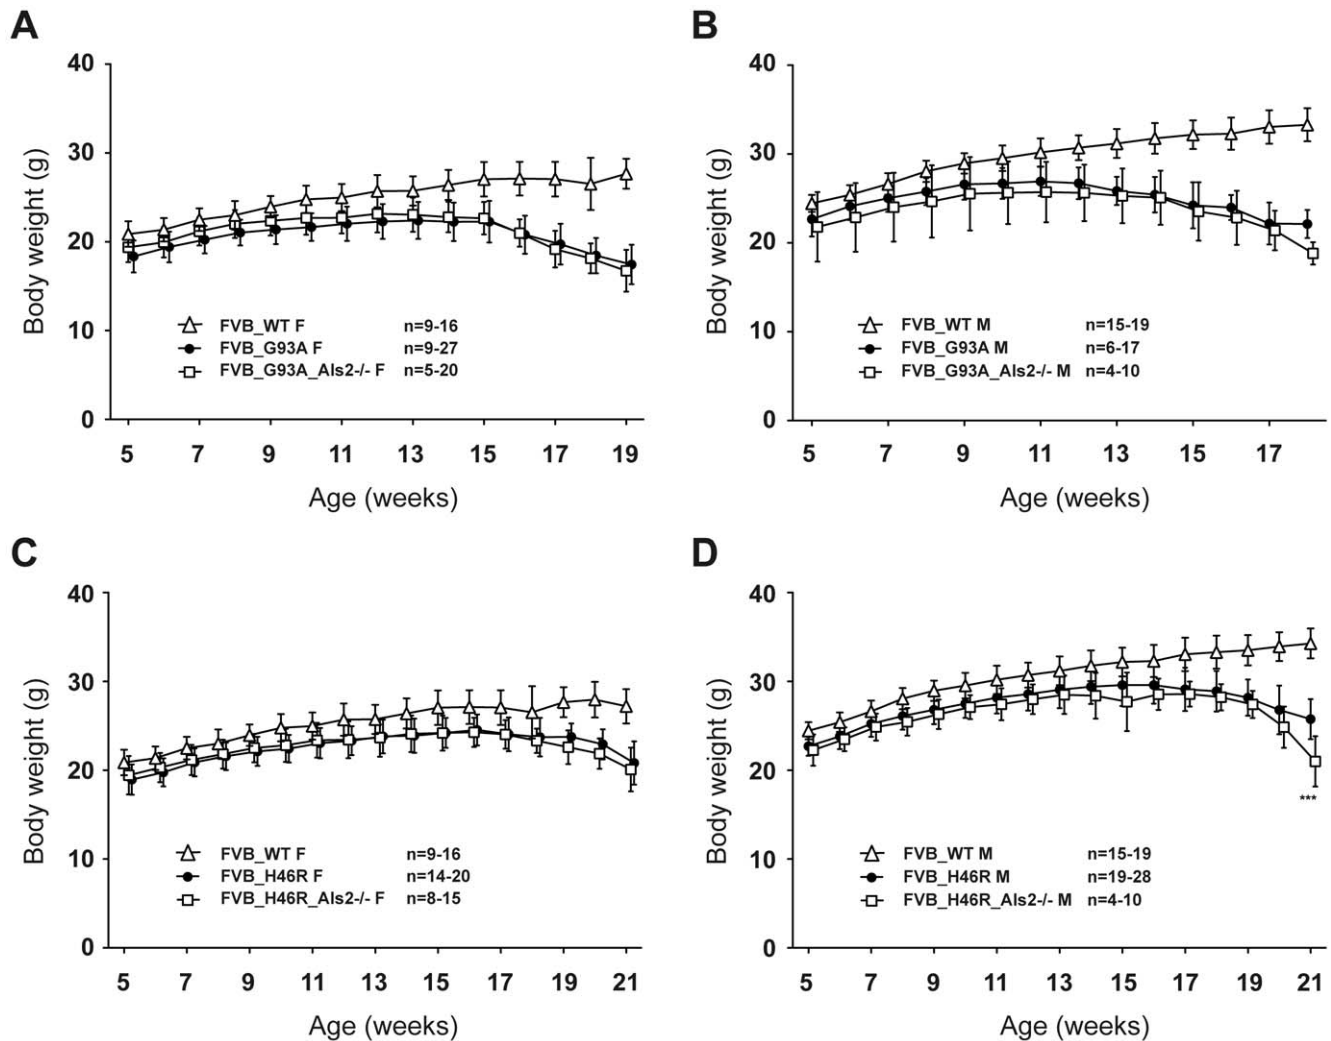 A
Body weight (g)
40
30
20
10
0
FVB_WT F n=9-16
FVB_G93A F n=9-27
FVB_G93A_Als2-/- F n=5-20
5 7 9 11 13 15 17 19
Age (weeks)
B
Body weight (g)
40
30
20
10
0
FVB_WT M n=15-19
FVB_G93A M n=6-17
FVB_G93A_Als2-/- M n=4-10
5 7 9 11 13 15 17
Age (weeks)
C
Body weight (g)
40
30
20
10
0
FVB_WT F n=9-16
FVB_H46R F n=14-20
FVB_H46R_Als2-/- F n=8-15
5 7 9 11 13 15 17 19 21
Age (weeks)
D
Body weight (g)
40
30
20
10
0
***
FVB_WT M n=15-19
FVB_H46R M n=19-28
FVB_H46R_Als2-/- M n=4-10
5 7 9 11 13 15 17 19 21
Age (weeks)